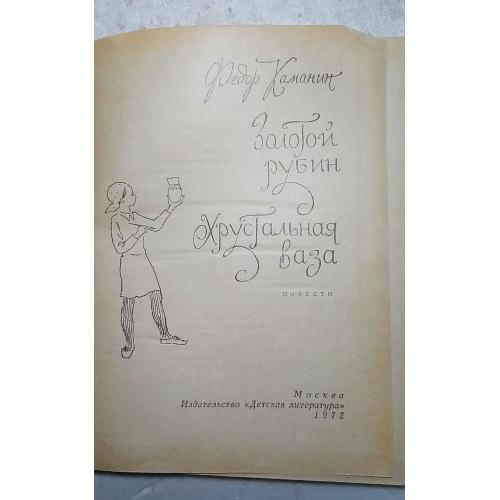 Федор Каманин
Золотой
рубин
Хрустальная
ваза
ПОВЕСТИ
Москва
Издательство «Детская литература»
1972